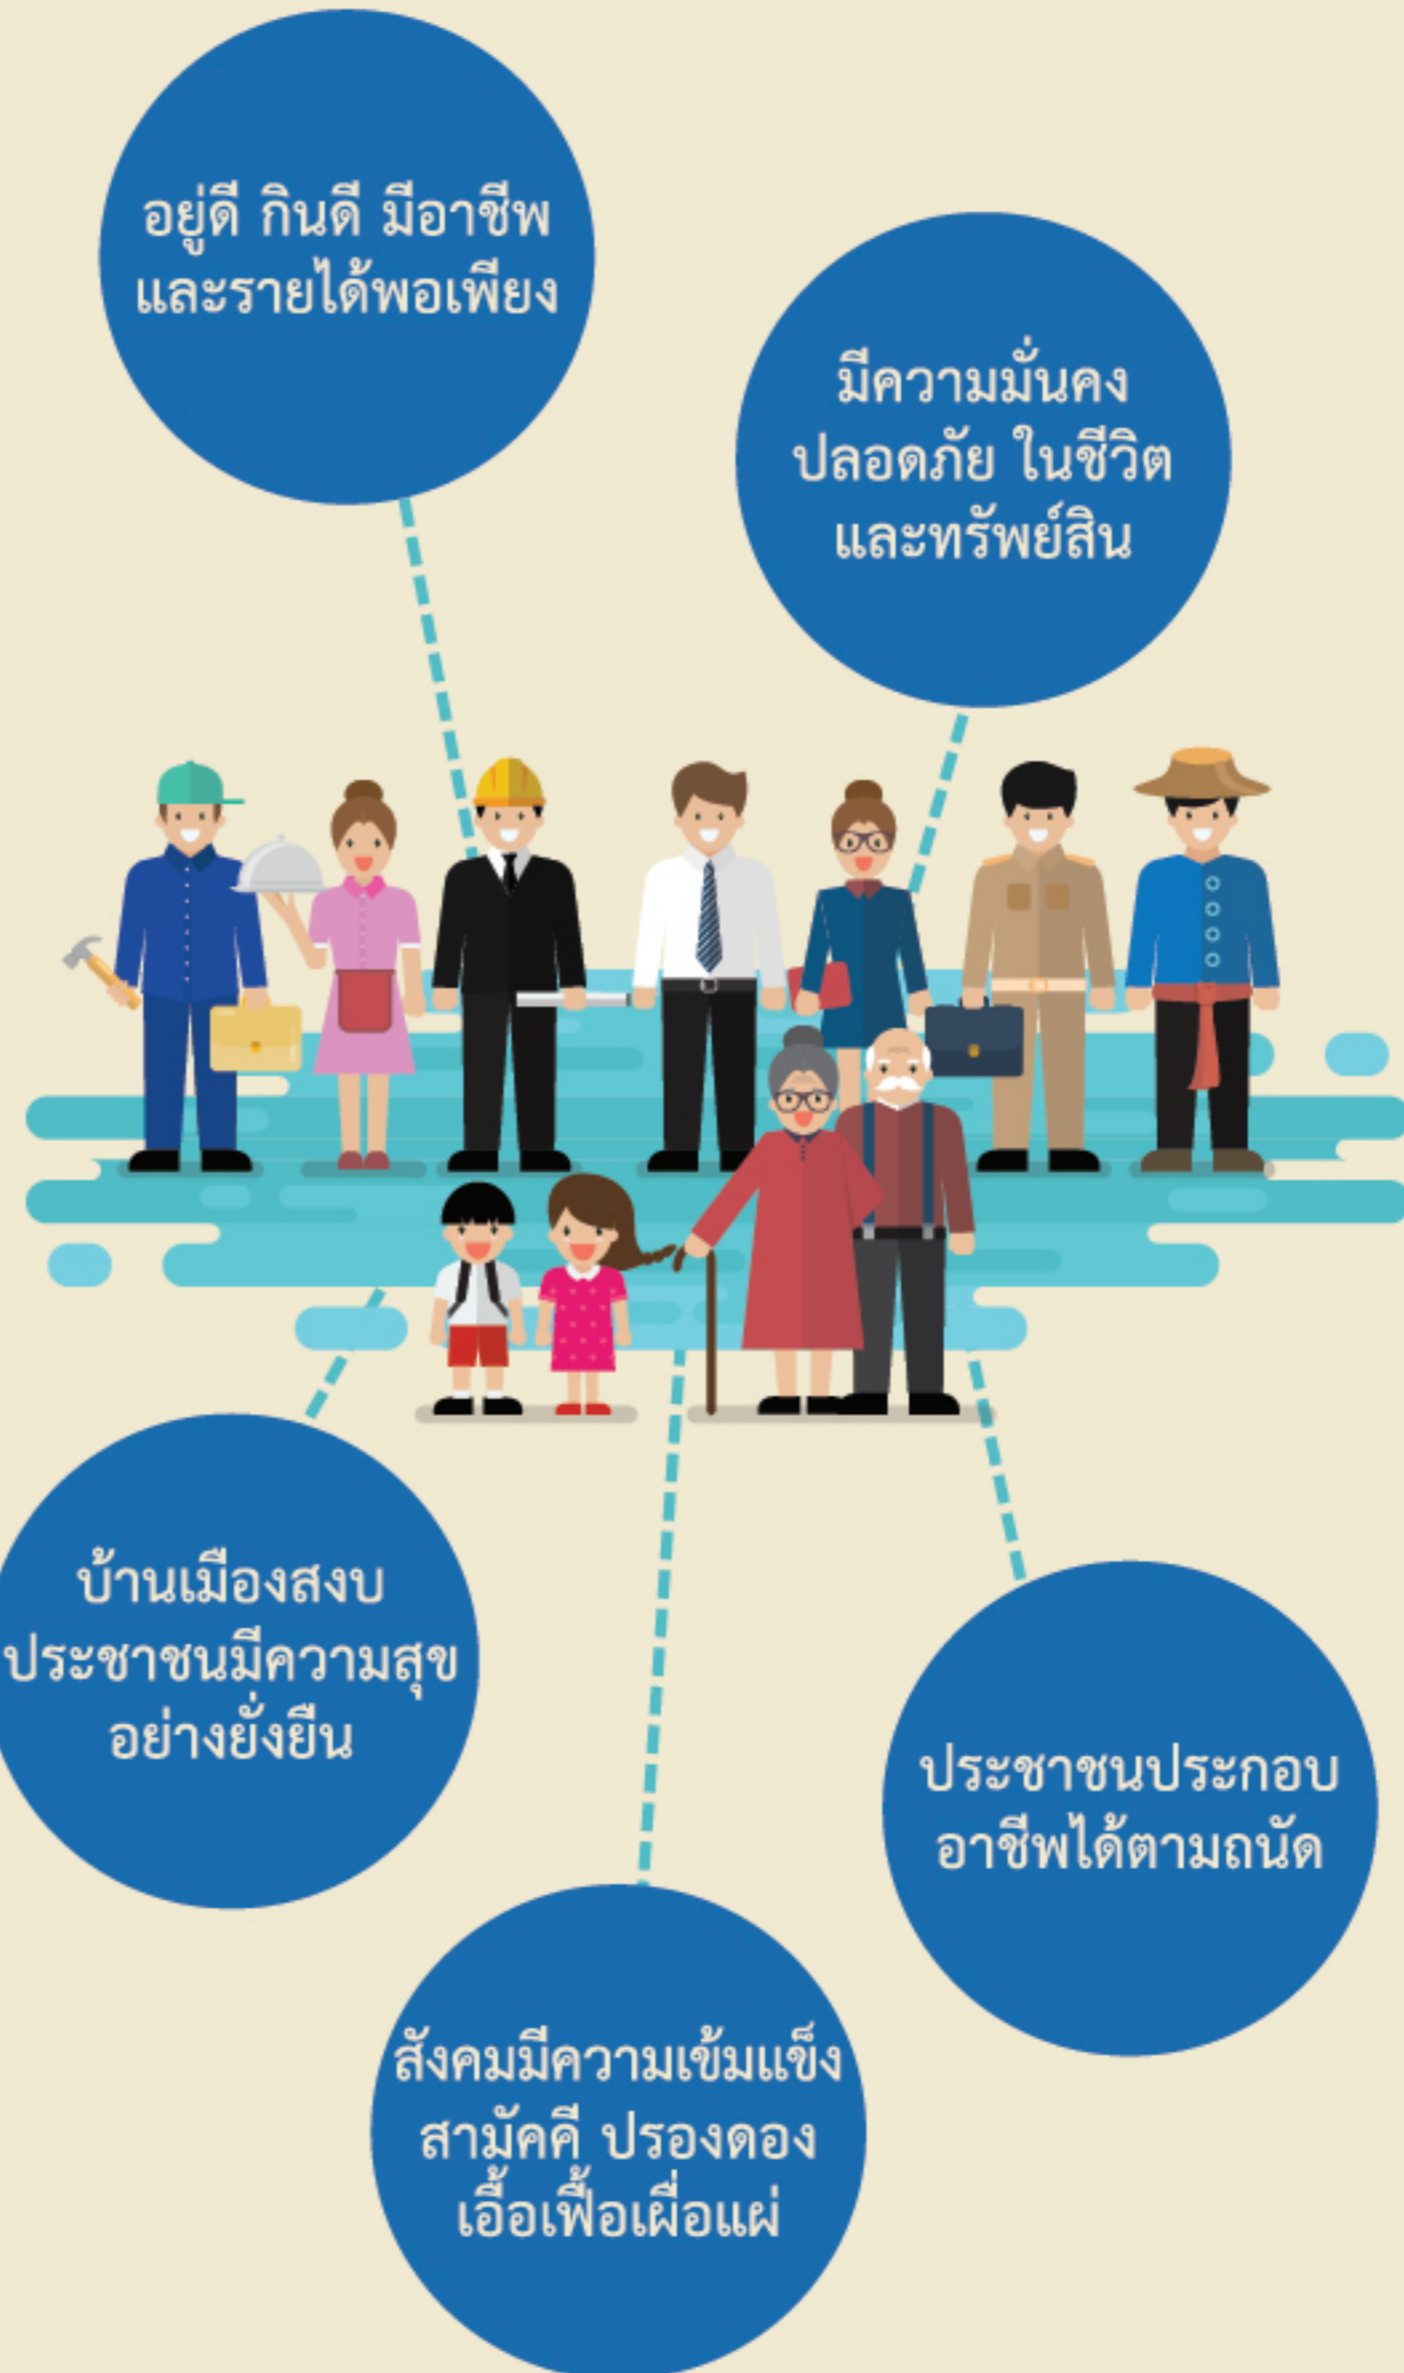 อยู่ดี กินดี มีอาชีพ
และรายได้พอเพียง
มีความมั่นคง
ปลอดภัย ในชีวิต
และทรัพย์สิน
บ้านเมืองสงบ
ประชาชนมีความสุข
อย่างยั่งยืน
ประชาชนประกอบ
อาชีพได้ตามถนัด
สังคมมีความเข้มแข็ง
สามัคคี ปรองดอง
เอื้อเฟื้อเผื่อแผ่